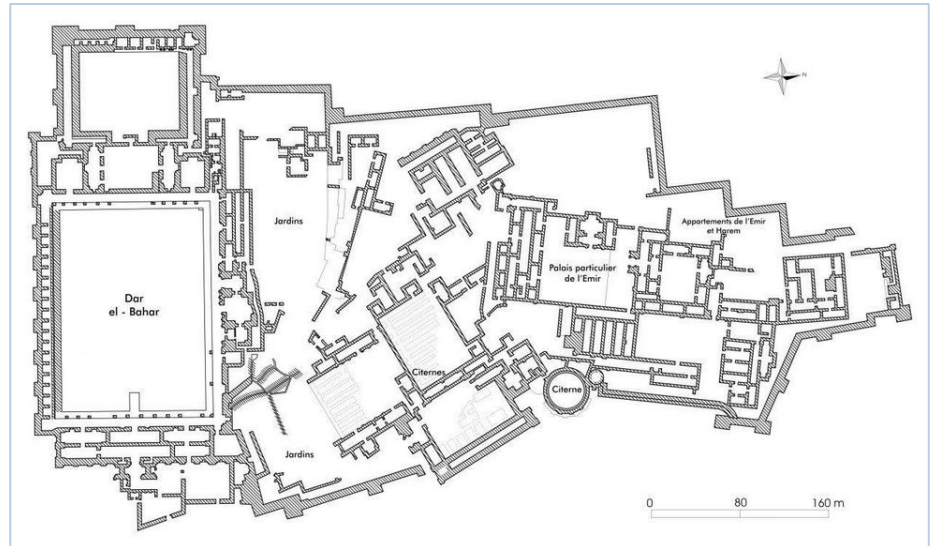 N
Jardins
Appartements de l'Emir
et Harem
Palais particulier
de l'Emir
Dar
el - Bahar
Citernes
Citerne
Jardins
0 80 160 m